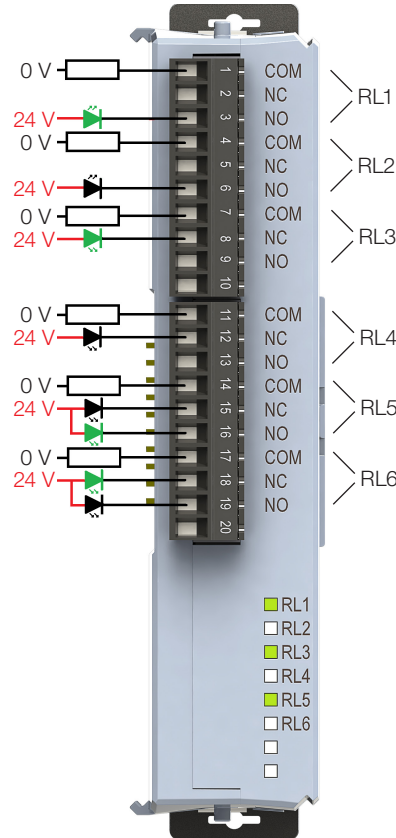 0 V 1 COM
2 NC RL1
24 V 3 NO
0 V 4 COM
5 NC RL2
24 V 6 NO
0 V 7 COM
24 V 8 NC RL3
9 NO
10
0 V 11 COM
24 V 12 NC RL4
13 NO
0 V 14 COM
24 V 15 NC RL5
16 NO
0 V 17 COM
24 V 18 NC RL6
19 NO
20
RL1
RL2
RL3
RL4
RL5
RL6